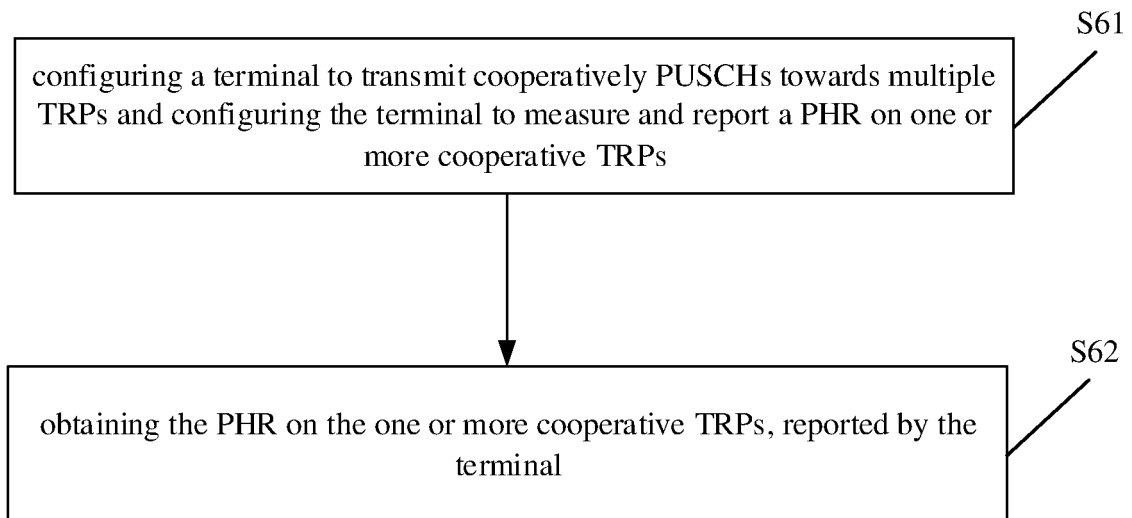 S61
configuring a terminal to transmit cooperatively PUSCHs towards multiple
TRPs and configuring the terminal to measure and report a PHR on one or
more cooperative TRPs
S62
obtaining the PHR on the one or more cooperative TRPs, reported by the
terminal